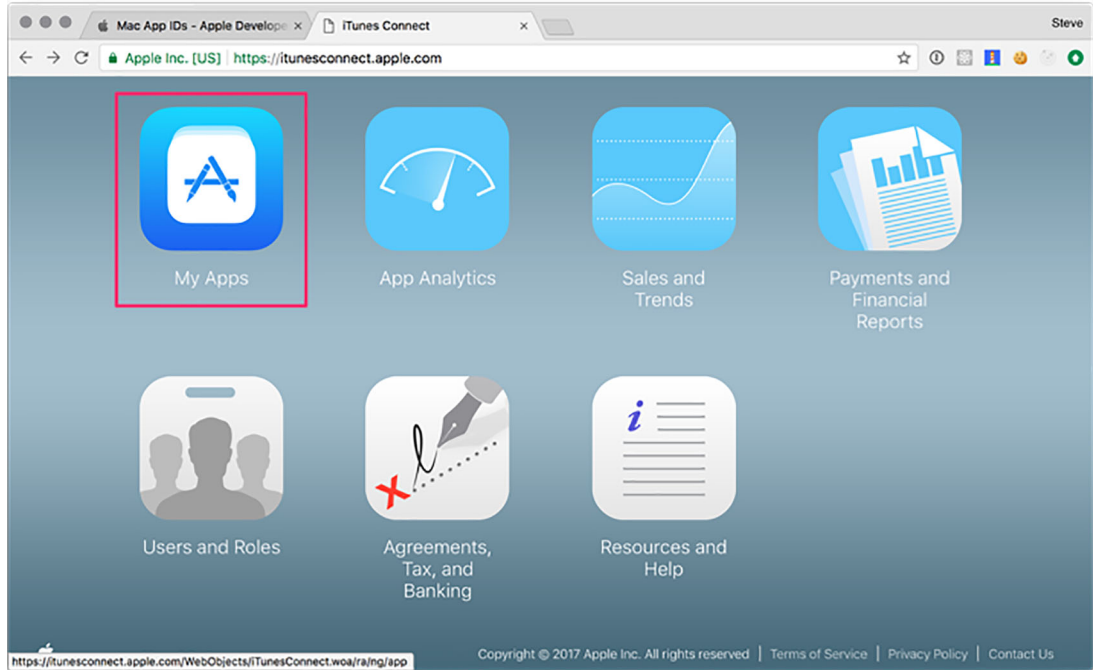 Mac App IDs - Apple Develope
iTunes Connect
Steve
Apple Inc. [US]
https://itunesconnect.apple.com
My Apps
App Analytics
Sales and
Trends
Payments and
Financial
Reports
Users and Roles
Agreements,
Tax, and
Banking
i
Resources and
Help
https://itunesconnect.apple.com/WebObjects/iTunesConnect.woa/ra/ng/app
Copyright © 2017 Apple Inc. All rights reserved | Terms of Service | Privacy Policy | Contact Us